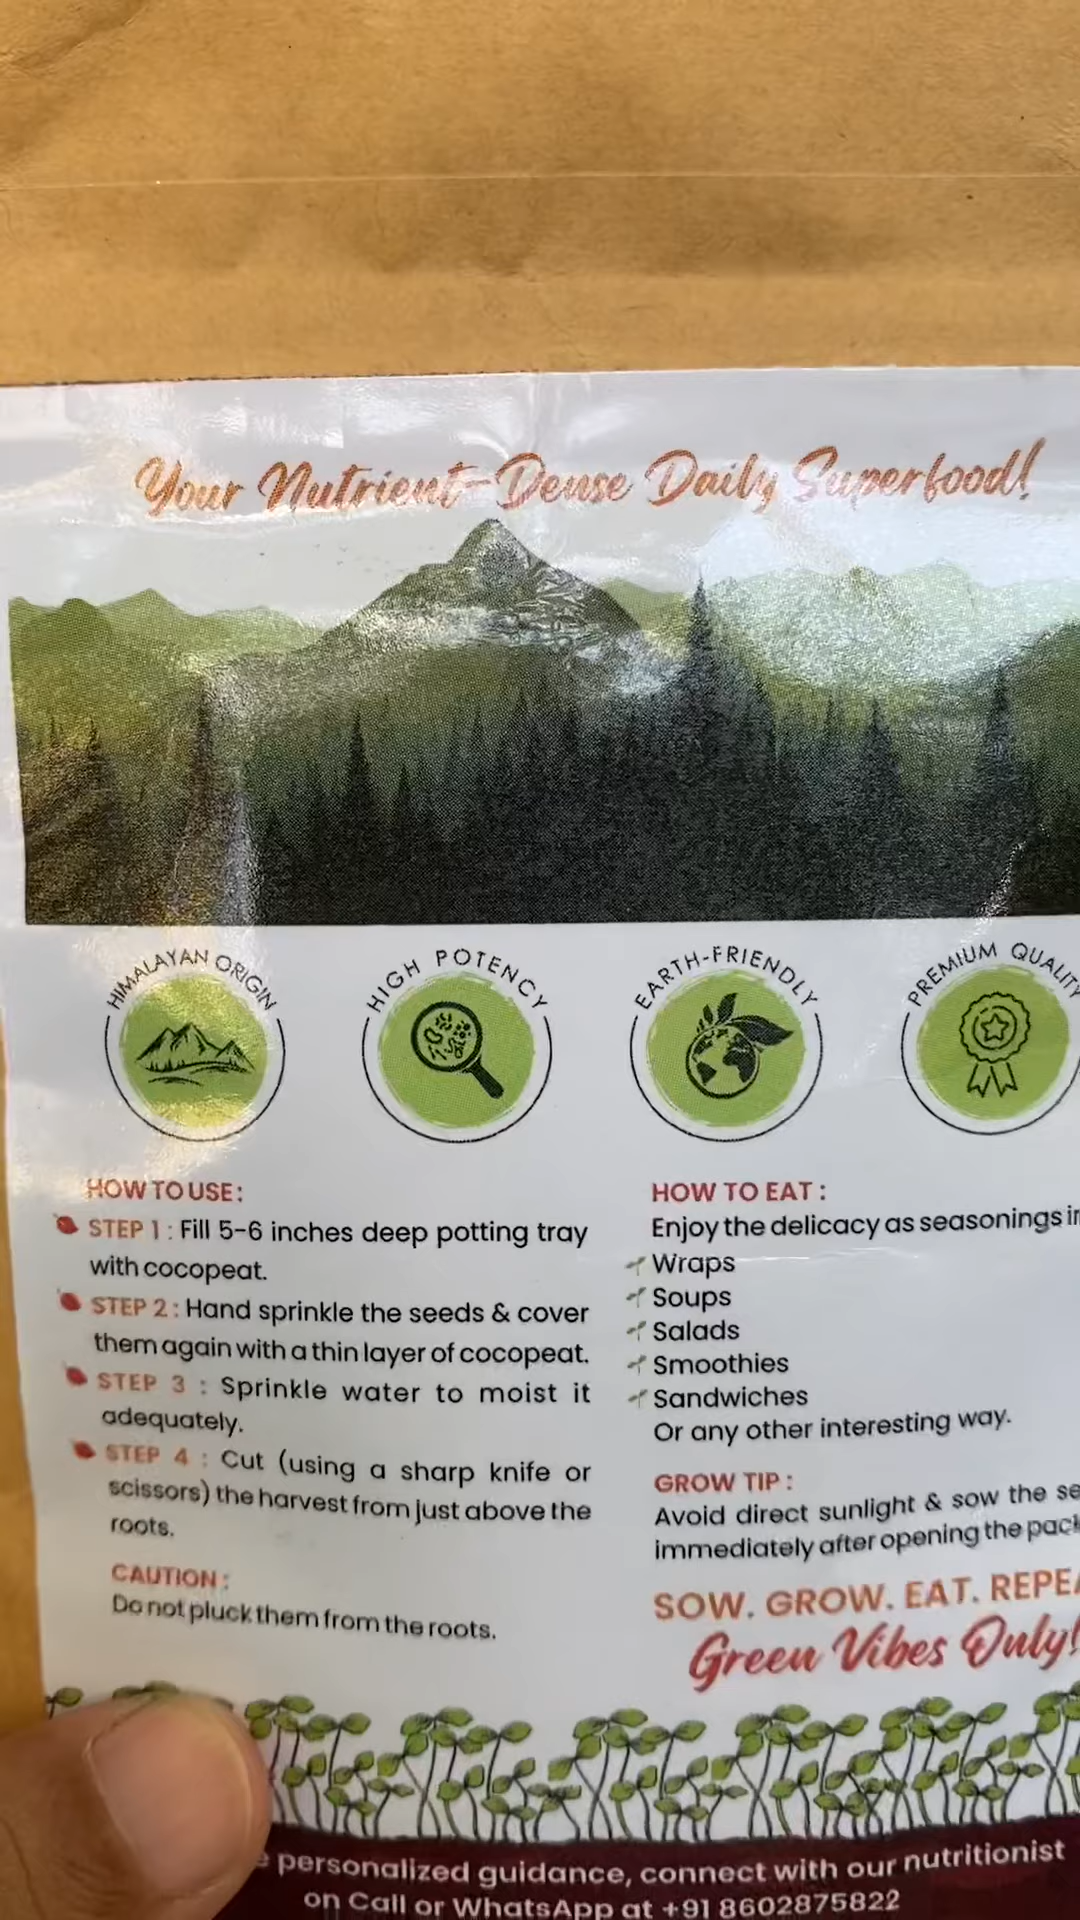 Your Nutrient-Dense Daily Superfood!
HIMALAYAN ORIGIN
HIGH POTENCY
EARTH-FRIENDLY
PREMIUM QUALITY
HOW TO USE:
STEP 1 : Fill 5-6 inches deep potting tray
with cocopeat.
STEP 2 : Hand sprinkle the seeds & cover
them again with a thin layer of cocopeat.
STEP 3 : Sprinkle water to moist it
adequately.
STEP 4 : Cut (using a sharp knife or
scissors) the harvest from just above the
roots.
CAUTION :
Do not pluck them from the roots.
HOW TO EAT :
Enjoy the delicacy as seasonings
Wraps
Soups
Salads
Smoothies
Sandwiches
Or any other interesting way.
GROW TIP :
Avoid direct sunlight & sow the
immediately after opening the
SOW. GROW. EAT.
Green Vibes Only!
personalized guidance, connect with our nutritionist
on Call or WhatsApp at +91 8602875822